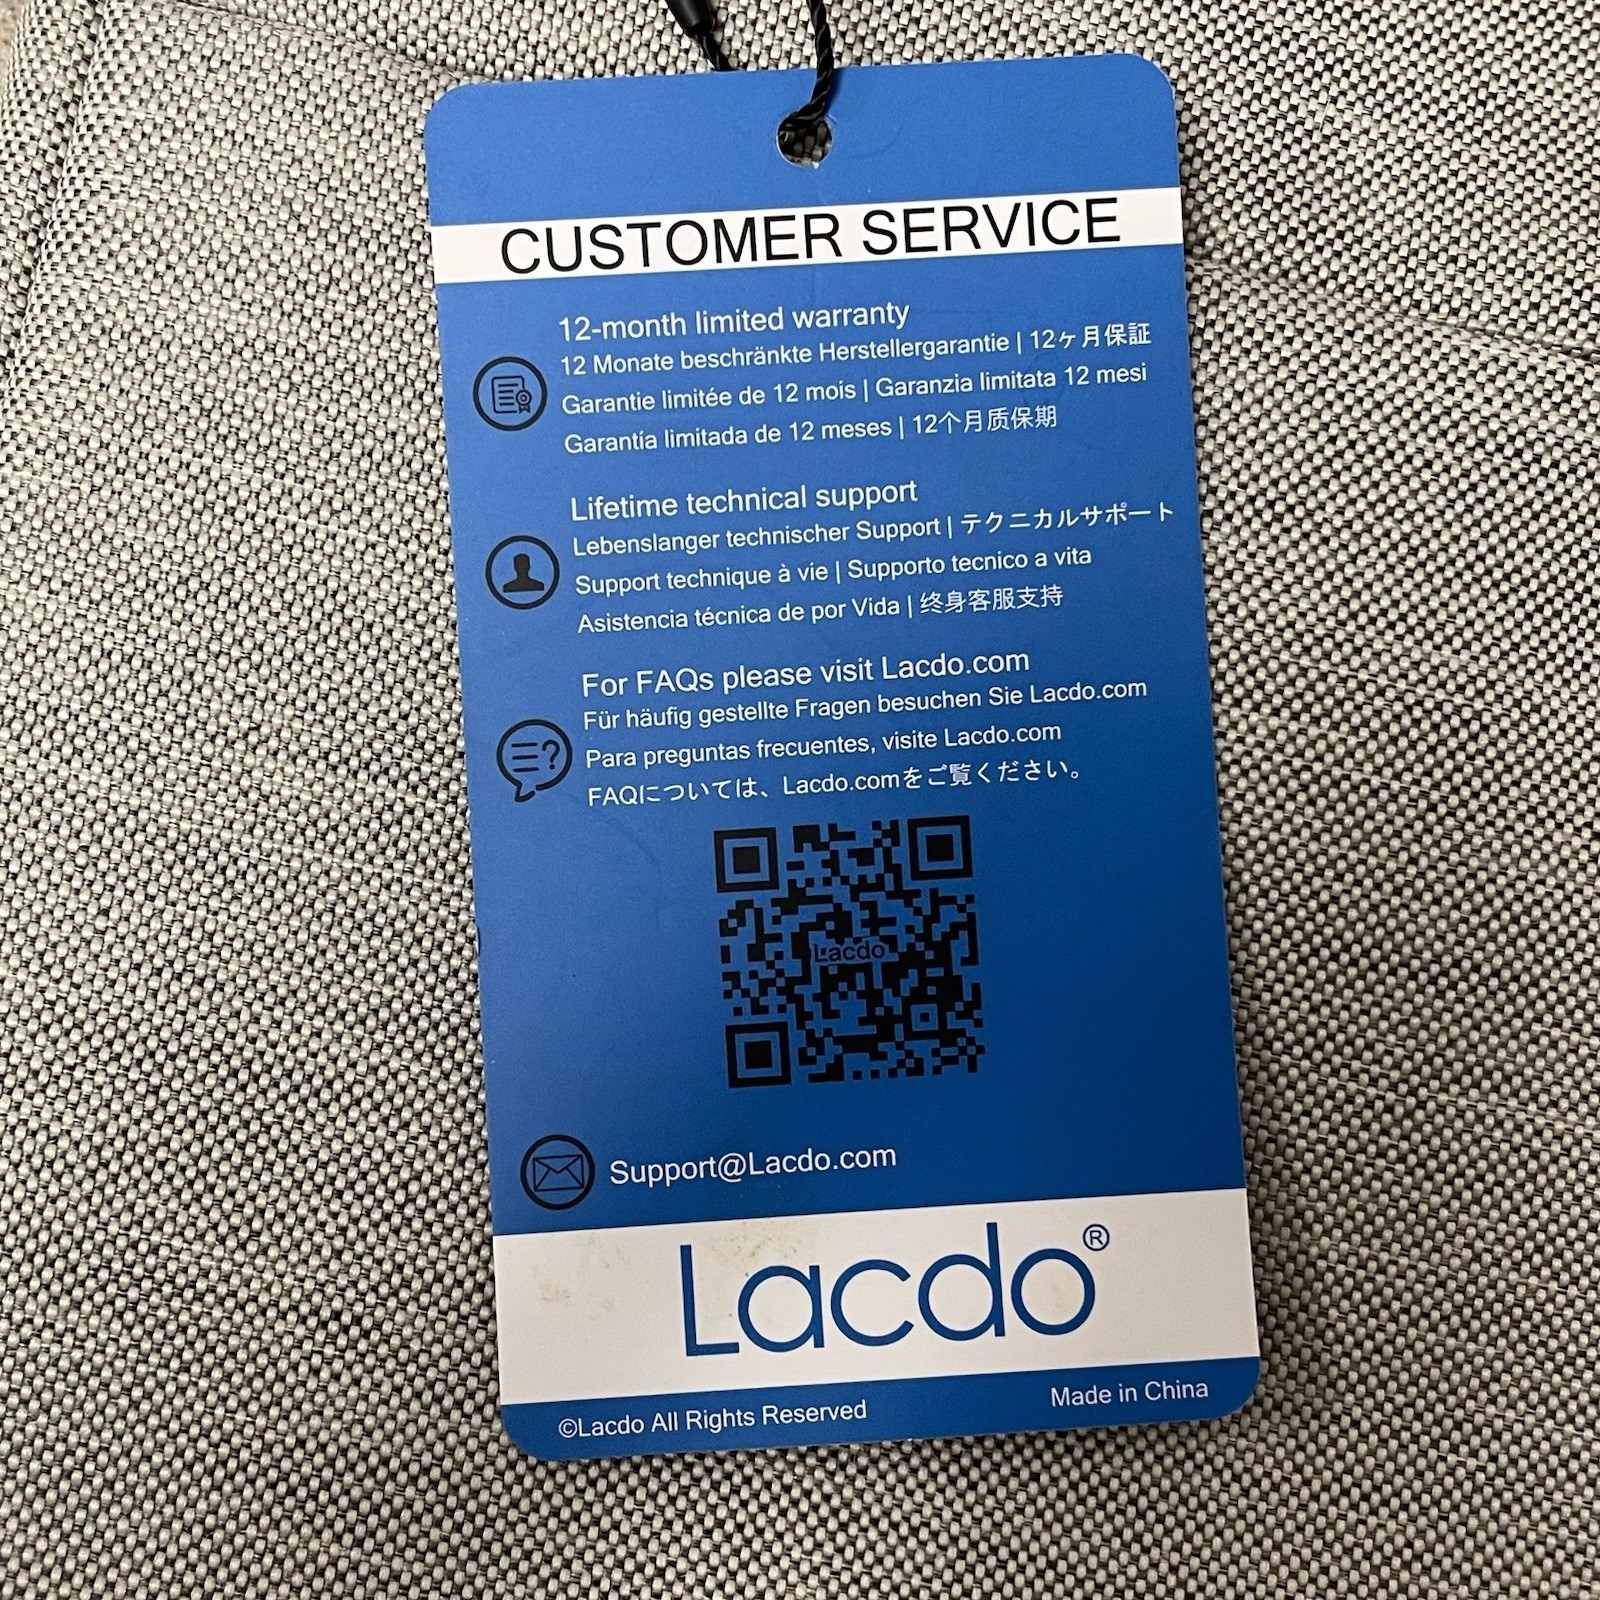 CUSTOMER SERVICE
12-month limited warranty
12 Monate beschränkte Herstellergarantie | 12ヶ月保証
Garantie limitée de 12 mois | Garanzia limitata 12 mesi
Garantía limitada de 12 meses | 12个月质保期
Lifetime technical support
Lebenslanger technischer Support | テクニカルサポート
Support technique à vie | Supporto tecnico a vita
Asistencia técnica de por Vida | 终身客服支持
For FAQs please visit Lacdo.com
Für häufig gestellte Fragen besuchen Sie Lacdo.com
Para preguntas frecuentes, visite Lacdo.com
FAQについては、Lacdo.comをご覧ください。
Lacdo
Support@Lacdo.com
Lacdo®
©Lacdo All Rights Reserved
Made in China